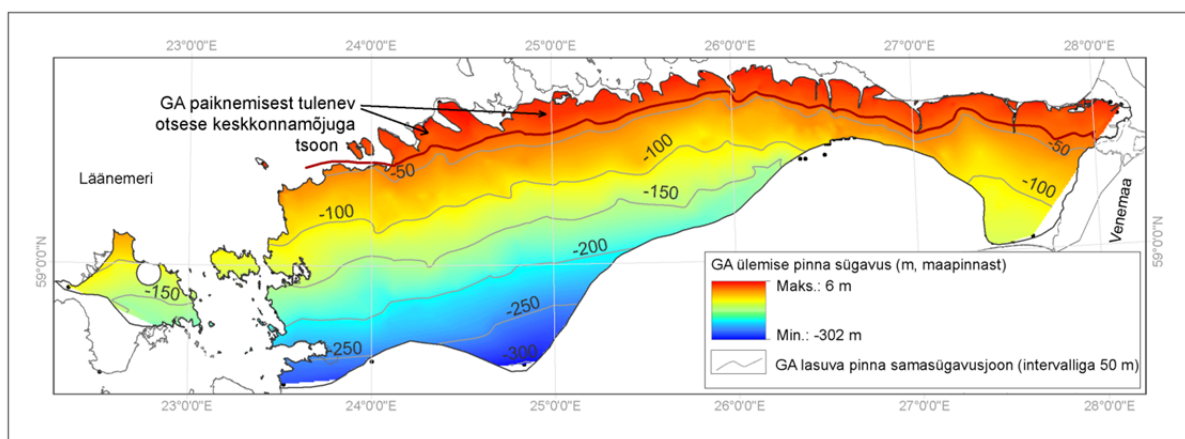 23°0'0"E 24°0'0"E 25°0'0"E 26°0'0"E 27°0'0"E 28°0'0"E
GA paiknemisest tulenev
otsese keskkonnamõjuga
tsoon
Läänemeri
-50
-50
-100
-100
-100
-150
-150
-200
-250
-250
-300
Venemaa
59°0'0"N
59°0'0"N
GA ülemise pinna sügavus (m, maapinnast)
Maks.: 6 m
Min.: -302 m
GA lasuva pinna samasügavusjoon (intervalliga 50 m)
23°0'0"E 24°0'0"E 25°0'0"E 26°0'0"E 27°0'0"E 28°0'0"E